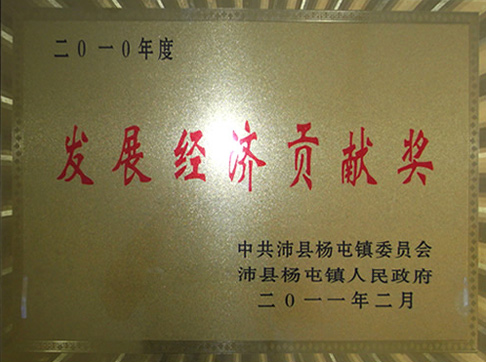 二〇一〇年度
发展经济贡献奖
中共沛县杨屯镇委员会
沛县杨屯镇人民政府
二〇一一年二月